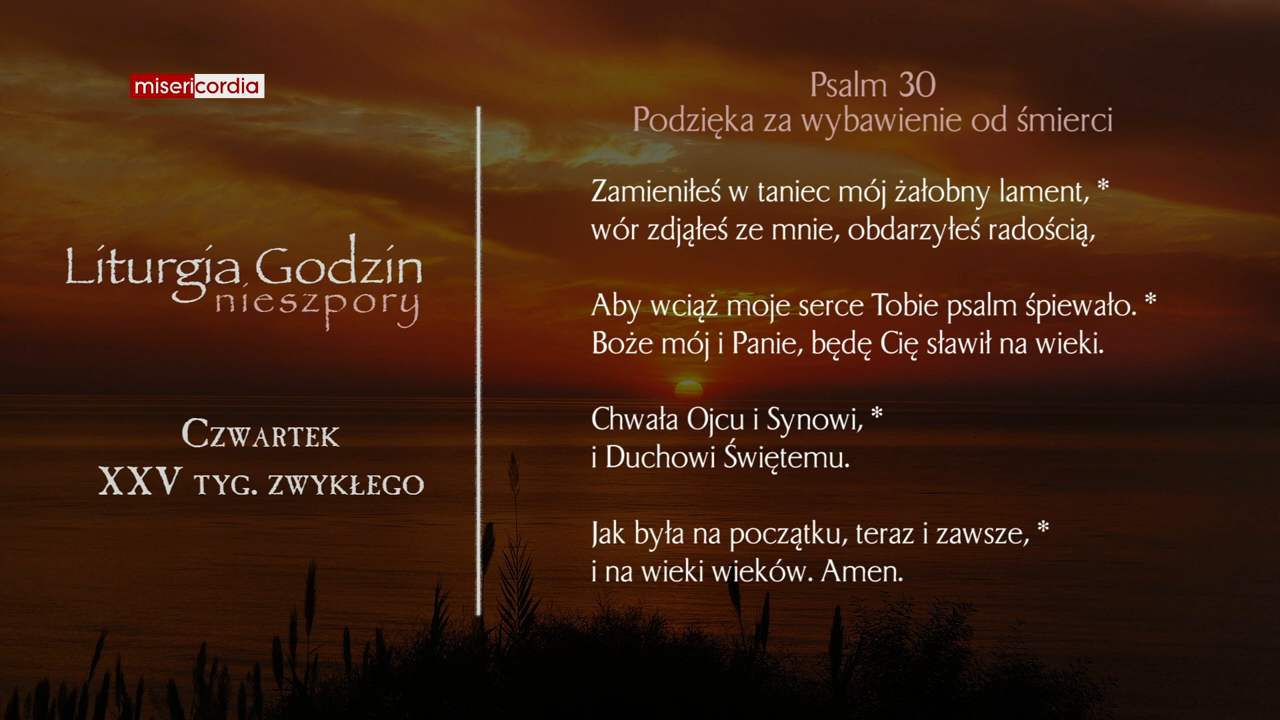 misericordia
Liturgia Godzin
nieszpory
Czwartek
XXV tyg. zwykłego
Psalm 30
Podzięka za wybawienie od śmierci
Zamieniłeś w taniec mój żałobny lament, *
wór zdjąłeś ze mnie, obdarzyłeś radością,
Aby wciąż moje serce Tobie psalm śpiewało. *
Boże mój i Panie, będę Cię sławił na wieki.
Chwała Ojcu i Synowi, *
i Duchowi Świętemu.
Jak była na początku, teraz i zawsze, *
i na wieki wieków. Amen.